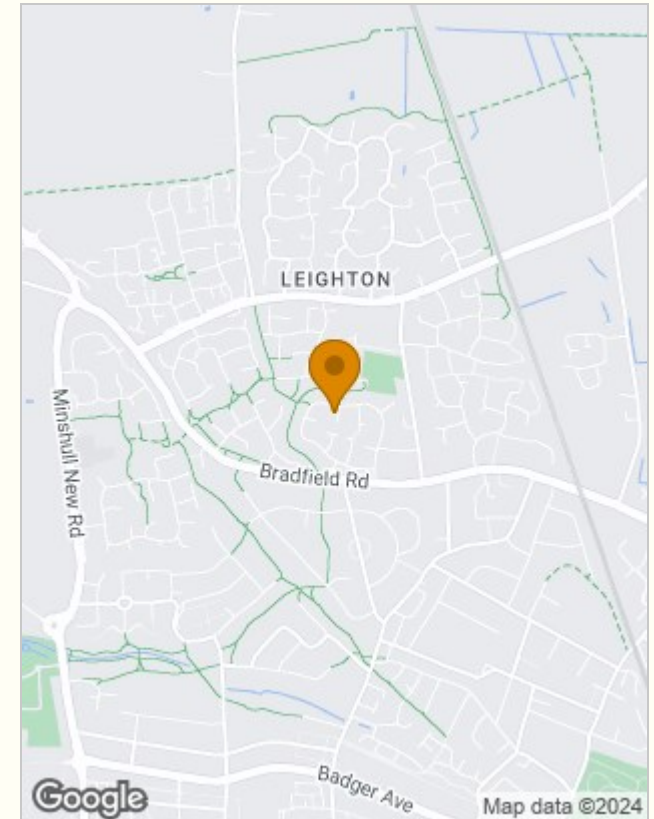 LEIGHTON
Minshull New Rd
Bradfield Rd
Badger Ave
Google
Map data ©2024